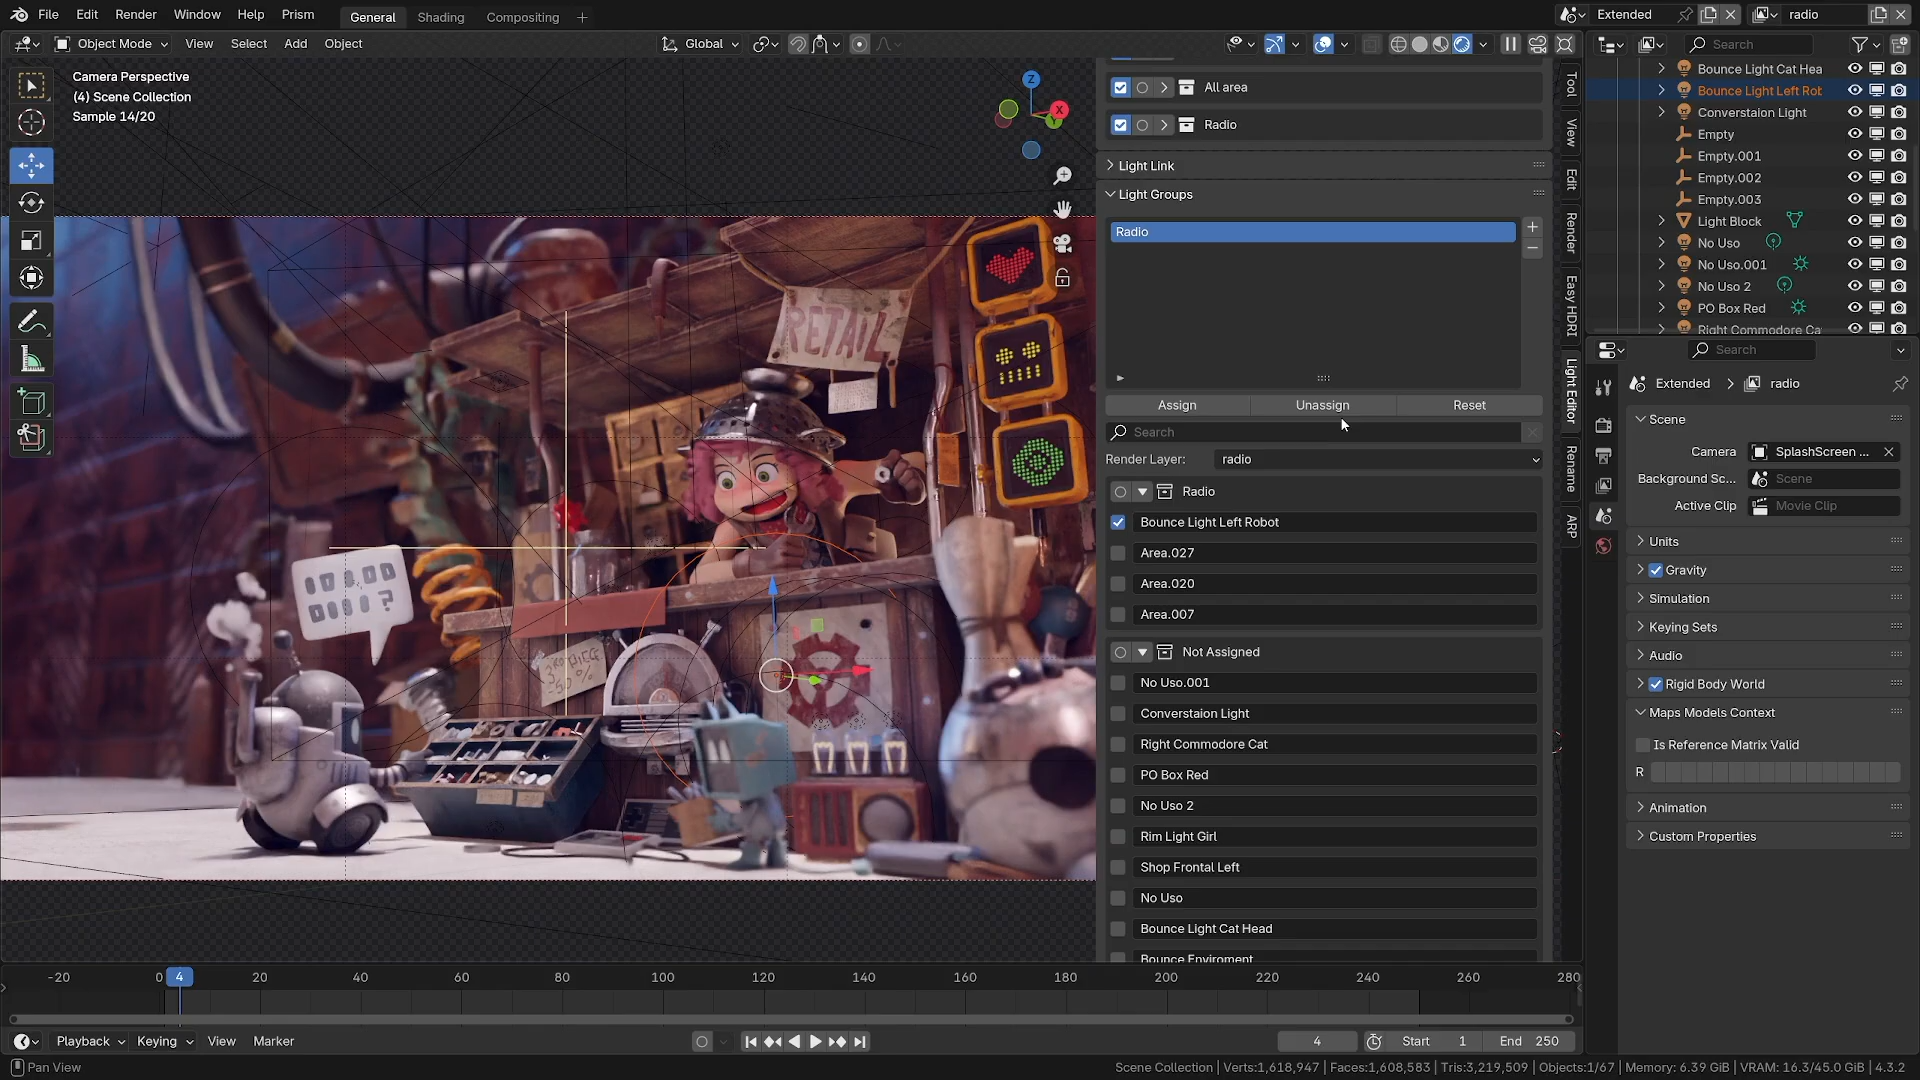 File Edit Render Window Help Prism General Shading Compositing + Extended radio
Object Mode View Select Add Object Global Search
Camera Perspective
(4) Scene Collection
Sample 14/20
Z
X
Y
RETAIL
All area
Radio
Light Link
Light Groups
Radio
Assign Unassign Reset
Search
Render Layer: radio
Radio
Bounce Light Left Robot
Area.027
Area.020
Area.007
Not Assigned
No Uso.001
Converstaion Light
Right Commodore Cat
PO Box Red
No Uso 2
Rim Light Girl
Shop Frontal Left
No Uso
Bounce Light Cat Head
Bounce Enviroment
Tool
View
Edit
Render
Easy HDRI
Light Editor
Rename
ARP
Bounce Light Cat Hea
Bounce Light Left Rob
Converstaion Light
Empty
Empty.001
Empty.002
Empty.003
Light Block
No Uso
No Uso.001
No Uso 2
PO Box Red
Right Commodore Ca
Search
Extended radio
Scene
Camera SplashScreen ...
Background Sc... Scene
Active Clip Movie Clip
Units
Gravity
Simulation
Keying Sets
Audio
Rigid Body World
Maps Models Context
Is Reference Matrix Valid
R
Animation
Custom Properties
-20 0 4 20 40 60 80 100 120 140 160 180 200 220 240 260 280
Playback Keying View Marker 4 Start 1 End 250
Pan View Scene Collection | Verts:1,618,947 | Faces:1,608,583 | Tris:3,219,509 | Objects:1/67 | Memory: 6.39 GiB | VRAM: 16.3/45.0 GiB | 4.3.2